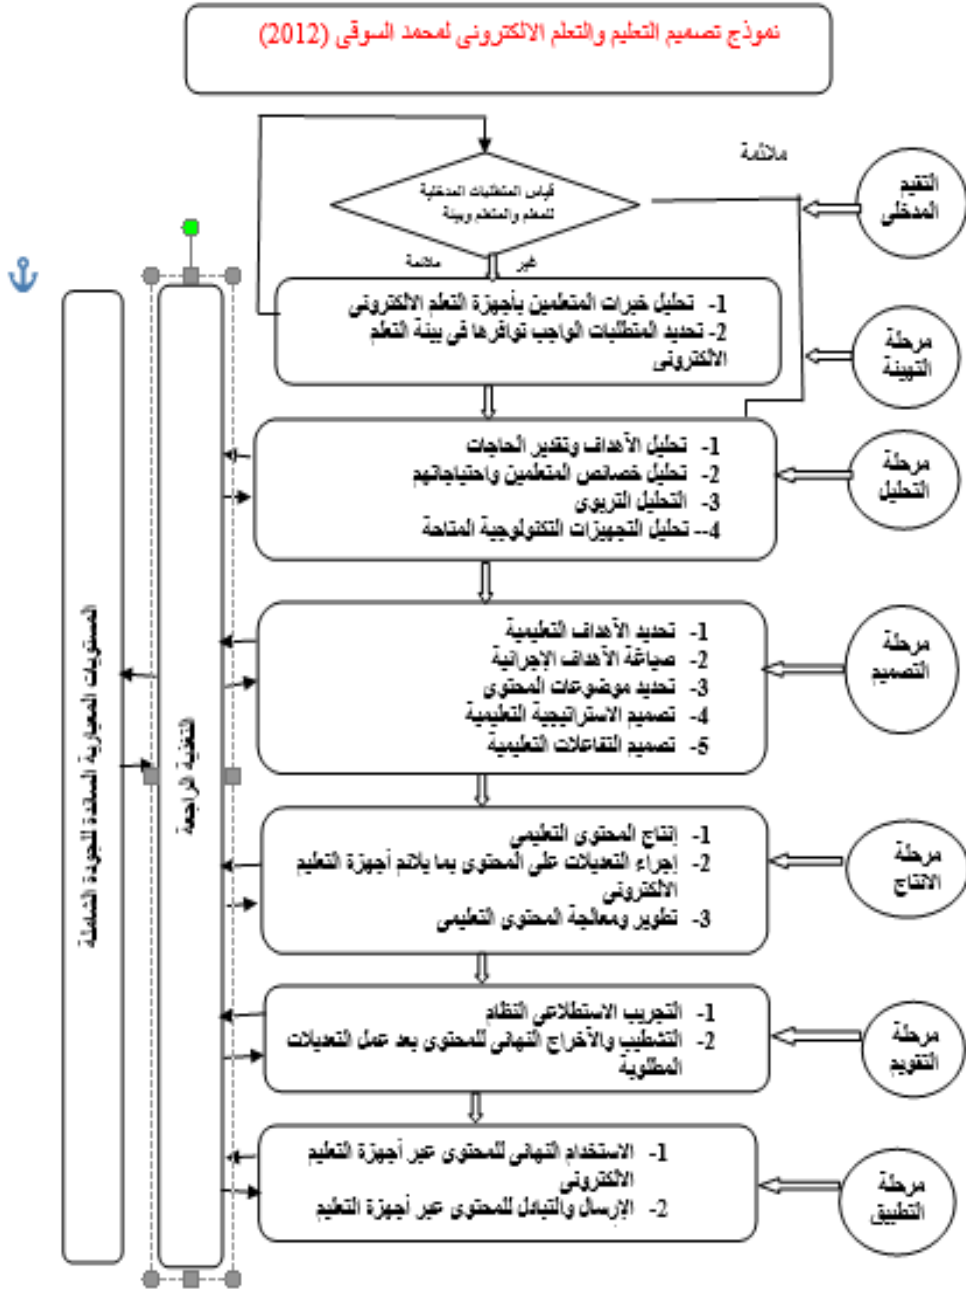 نموذج تصميم التعليم والتعلم الالكترونى لمحمد السوقى (2012)
ملائمة
التقيم
المدخلى
قياس المتطلبات المدخلية
للمعلم والمتعلم وبيئة
غير ملائمة
1- تحليل خبرات المتعلمين بأجهزة التعلم الالكترونى
2- تحديد المتطلبات الواجب توافرها فى بيئة التعلم
الالكترونى
مرحلة
التهيئة
1- تحليل الأهداف وتقدير الحاجات
2- تحليل خصائص المتعلمين واحتياجاتهم
3- التحليل التربوى
4-- تحليل التجهيزات التكنولوجية المتاحة
مرحلة
التحليل
1- تحديد الأهداف التعليمية
2- صياغة الأهداف الإجرائية
3- تحديد موضوعات المحتوى
4- تصميم الاستراتيجية التعليمية
5- تصميم التفاعلات التعليمية
مرحلة
التصميم
1- إنتاج المحتوى التعليمى
2- إجراء التعديلات على المحتوى بما يلائم أجهزة التعليم
الالكترونى
3- تطوير ومعالجة المحتوى التعليمى
مرحلة
الانتاج
1- التجريب الاستطلاعى النظام
2- التشطيب والأخراج النهائى للمحتوى بعد عمل التعديلات
المطلوبة
مرحلة
التقويم
1- الاستخدام النهائى للمحتوى عبر أجهزة التعليم
الالكترونى
2- الإرسال والتبادل للمحتوى عبر أجهزة التعليم
مرحلة
التطبيق
التغذية الراجعة
المستويات المعيارية الساندة للجودة الشاملة